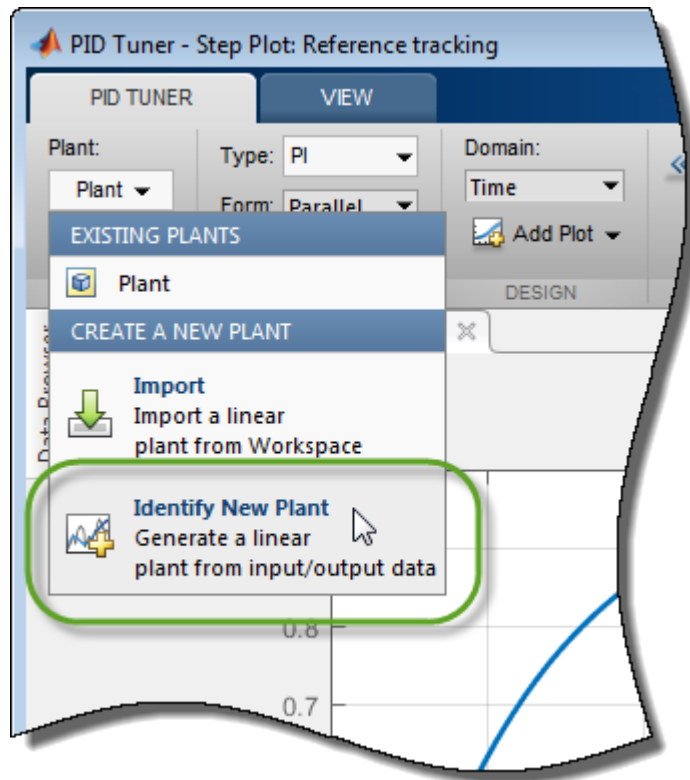 PID Tuner - Step Plot: Reference tracking
PID TUNER
VIEW
Plant:
Type: PI
Domain:
Plant
Form: Parallel
Time
Add Plot
EXISTING PLANTS
Plant
DESIGN
CREATE A NEW PLANT
Data Browser
Import
Import a linear
plant from Workspace
Identify New Plant
Generate a linear
plant from input/output data
0.8
0.7